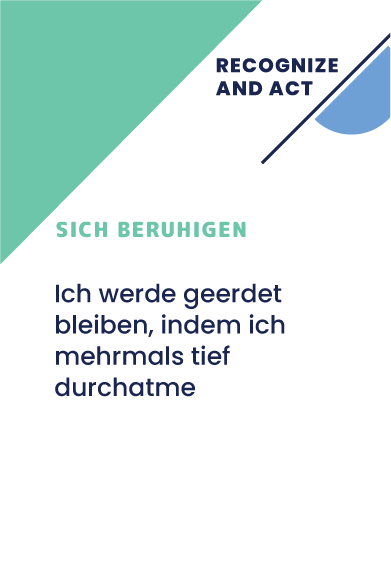 RECOGNIZE
AND ACT
SICH BERUHIGEN
Ich werde geerdet
bleiben, indem ich
mehrmals tief
durchatme